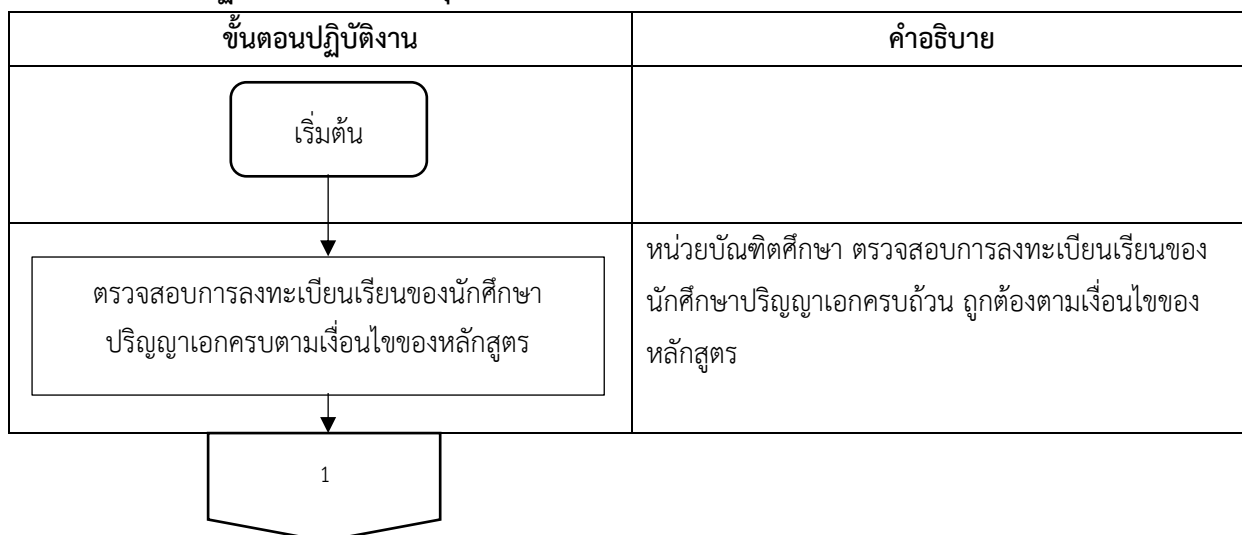 ขั้นตอนปฏิบัติงาน
คำอธิบาย
เริ่มต้น
ตรวจสอบการลงทะเบียนเรียนของนักศึกษา
ปริญญาเอกครบตามเงื่อนไขของหลักสูตร
หน่วยบัณฑิตศึกษา ตรวจสอบการลงทะเบียนเรียนของ
นักศึกษาปริญญาเอกครบถ้วน ถูกต้องตามเงื่อนไขของ
หลักสูตร
1